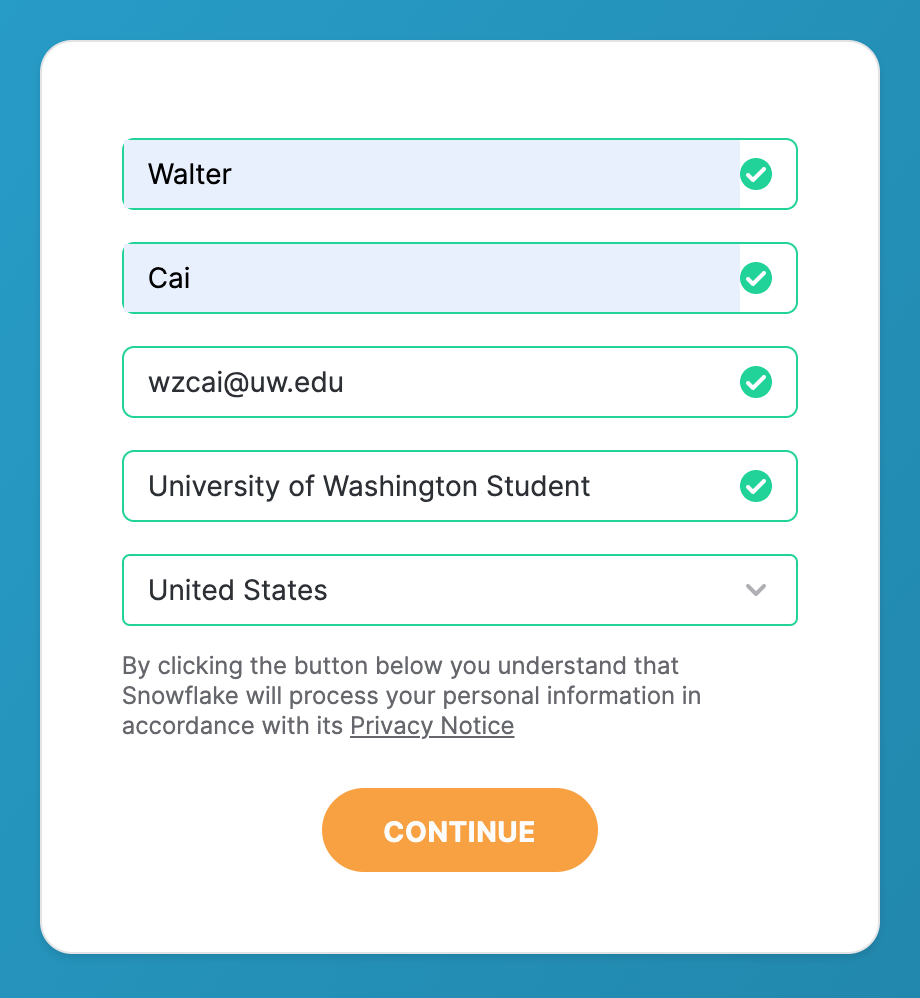 Walter
Cai
wzcai@uw.edu
University of Washington Student
United States
By clicking the button below you understand that
Snowflake will process your personal information in
accordance with its Privacy Notice
CONTINUE